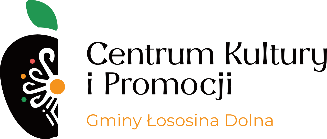 Centrum Kultury
i Promocji
Gminy Łososina Dolna